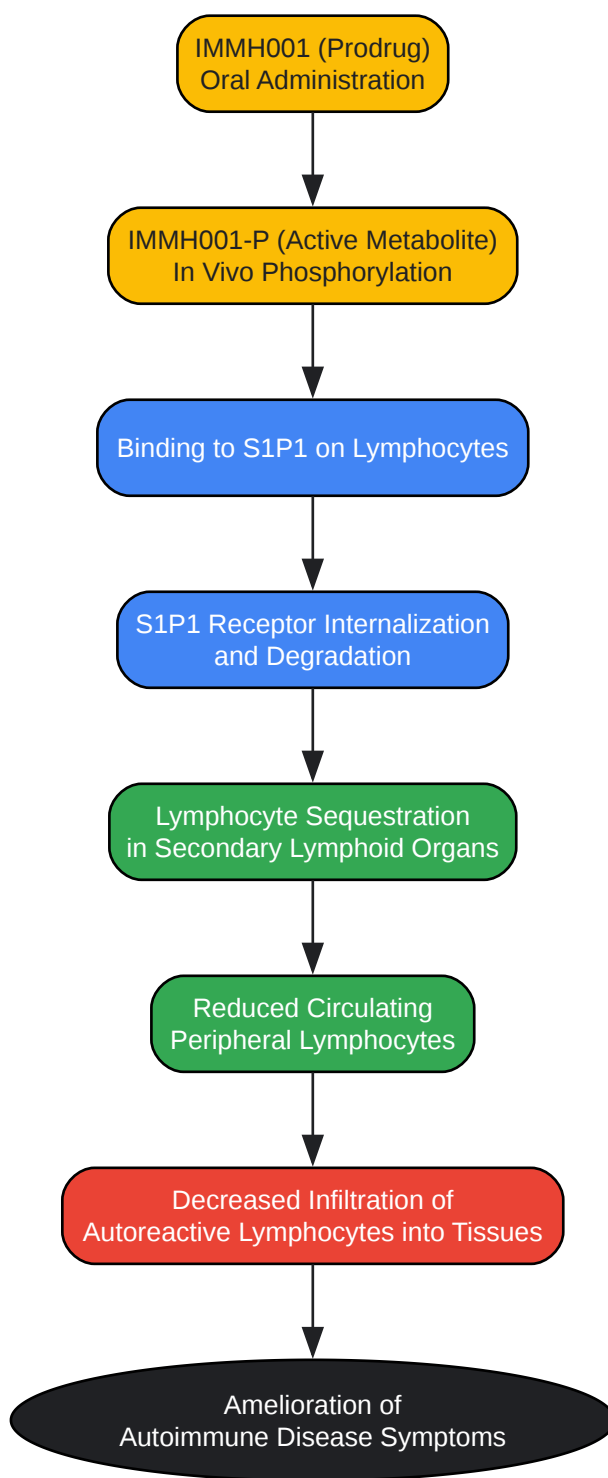 IMMH001 (Prodrug)
Oral Administration
IMMH001-P (Active Metabolite)
In Vivo Phosphorylation
Binding to S1P1 on Lymphocytes
S1P1 Receptor Internalization
and Degradation
Lymphocyte Sequestration
in Secondary Lymphoid Organs
Reduced Circulating
Peripheral Lymphocytes
Decreased Infiltration of
Autoreactive Lymphocytes into Tissues
Amelioration of
Autoimmune Disease Symptoms